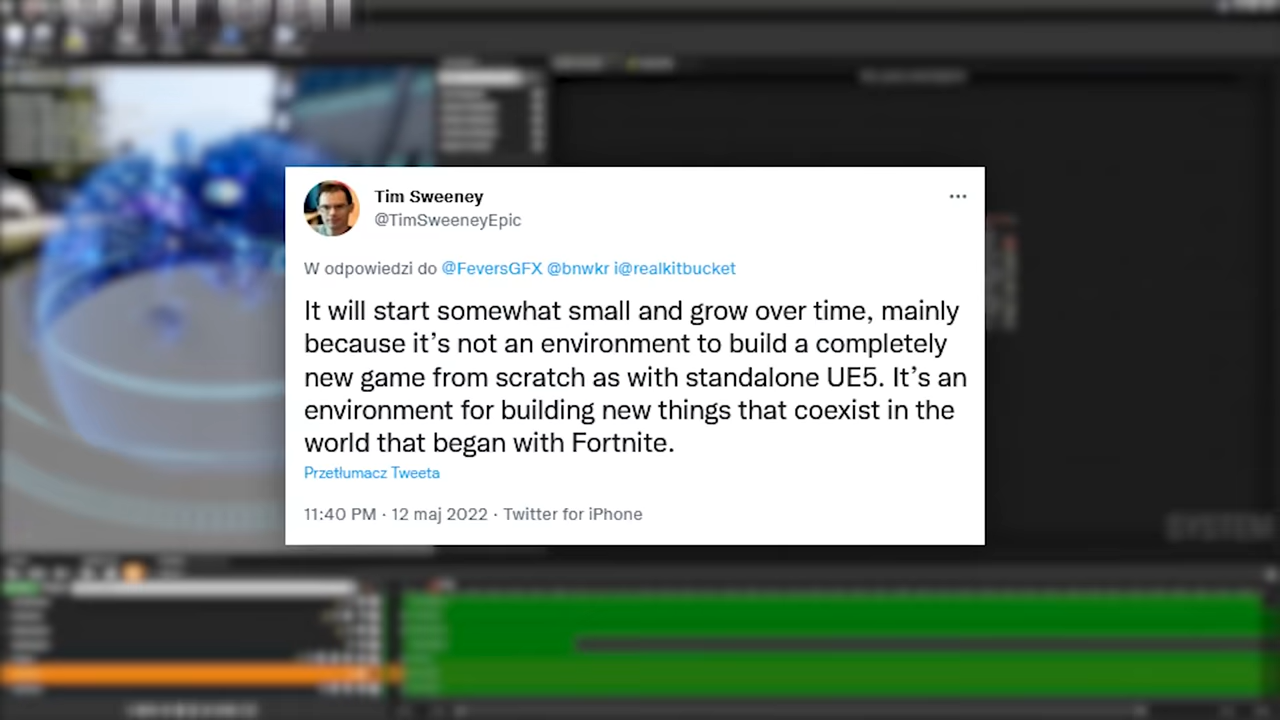 Tim Sweeney
@TimSweeneyEpic
W odpowiedzi do @FeversGFX @bnwkr i@realkitbucket
It will start somewhat small and grow over time, mainly
because it’s not an environment to build a completely
new game from scratch as with standalone UE5. It’s an
environment for building new things that coexist in the
world that began with Fortnite.
Przetłumacz Tweeta
11:40 PM · 12 maj 2022 · Twitter for iPhone